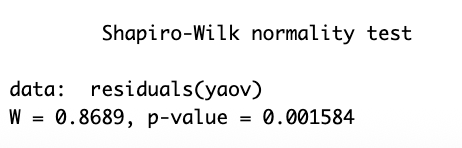 Shapiro-Wilk normality test
data:  residuals(yaov)
W = 0.8689, p-value = 0.001584